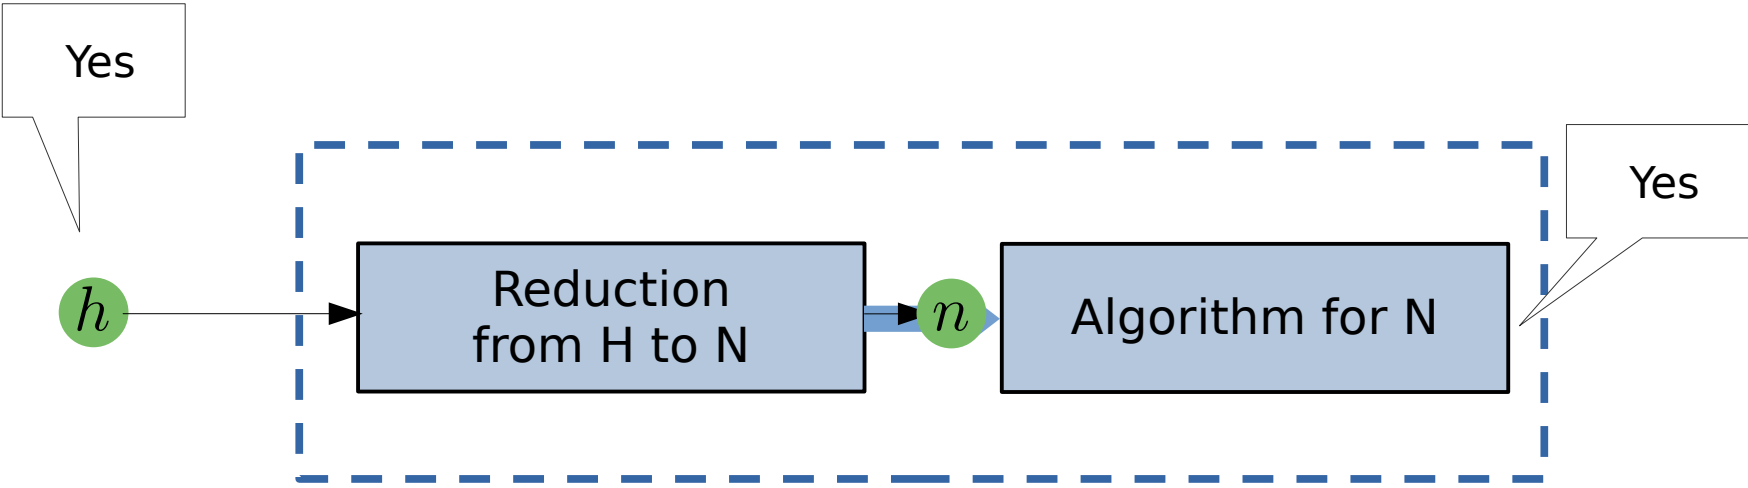 Yes
Yes
h
Reduction
from H to N
n
Algorithm for N